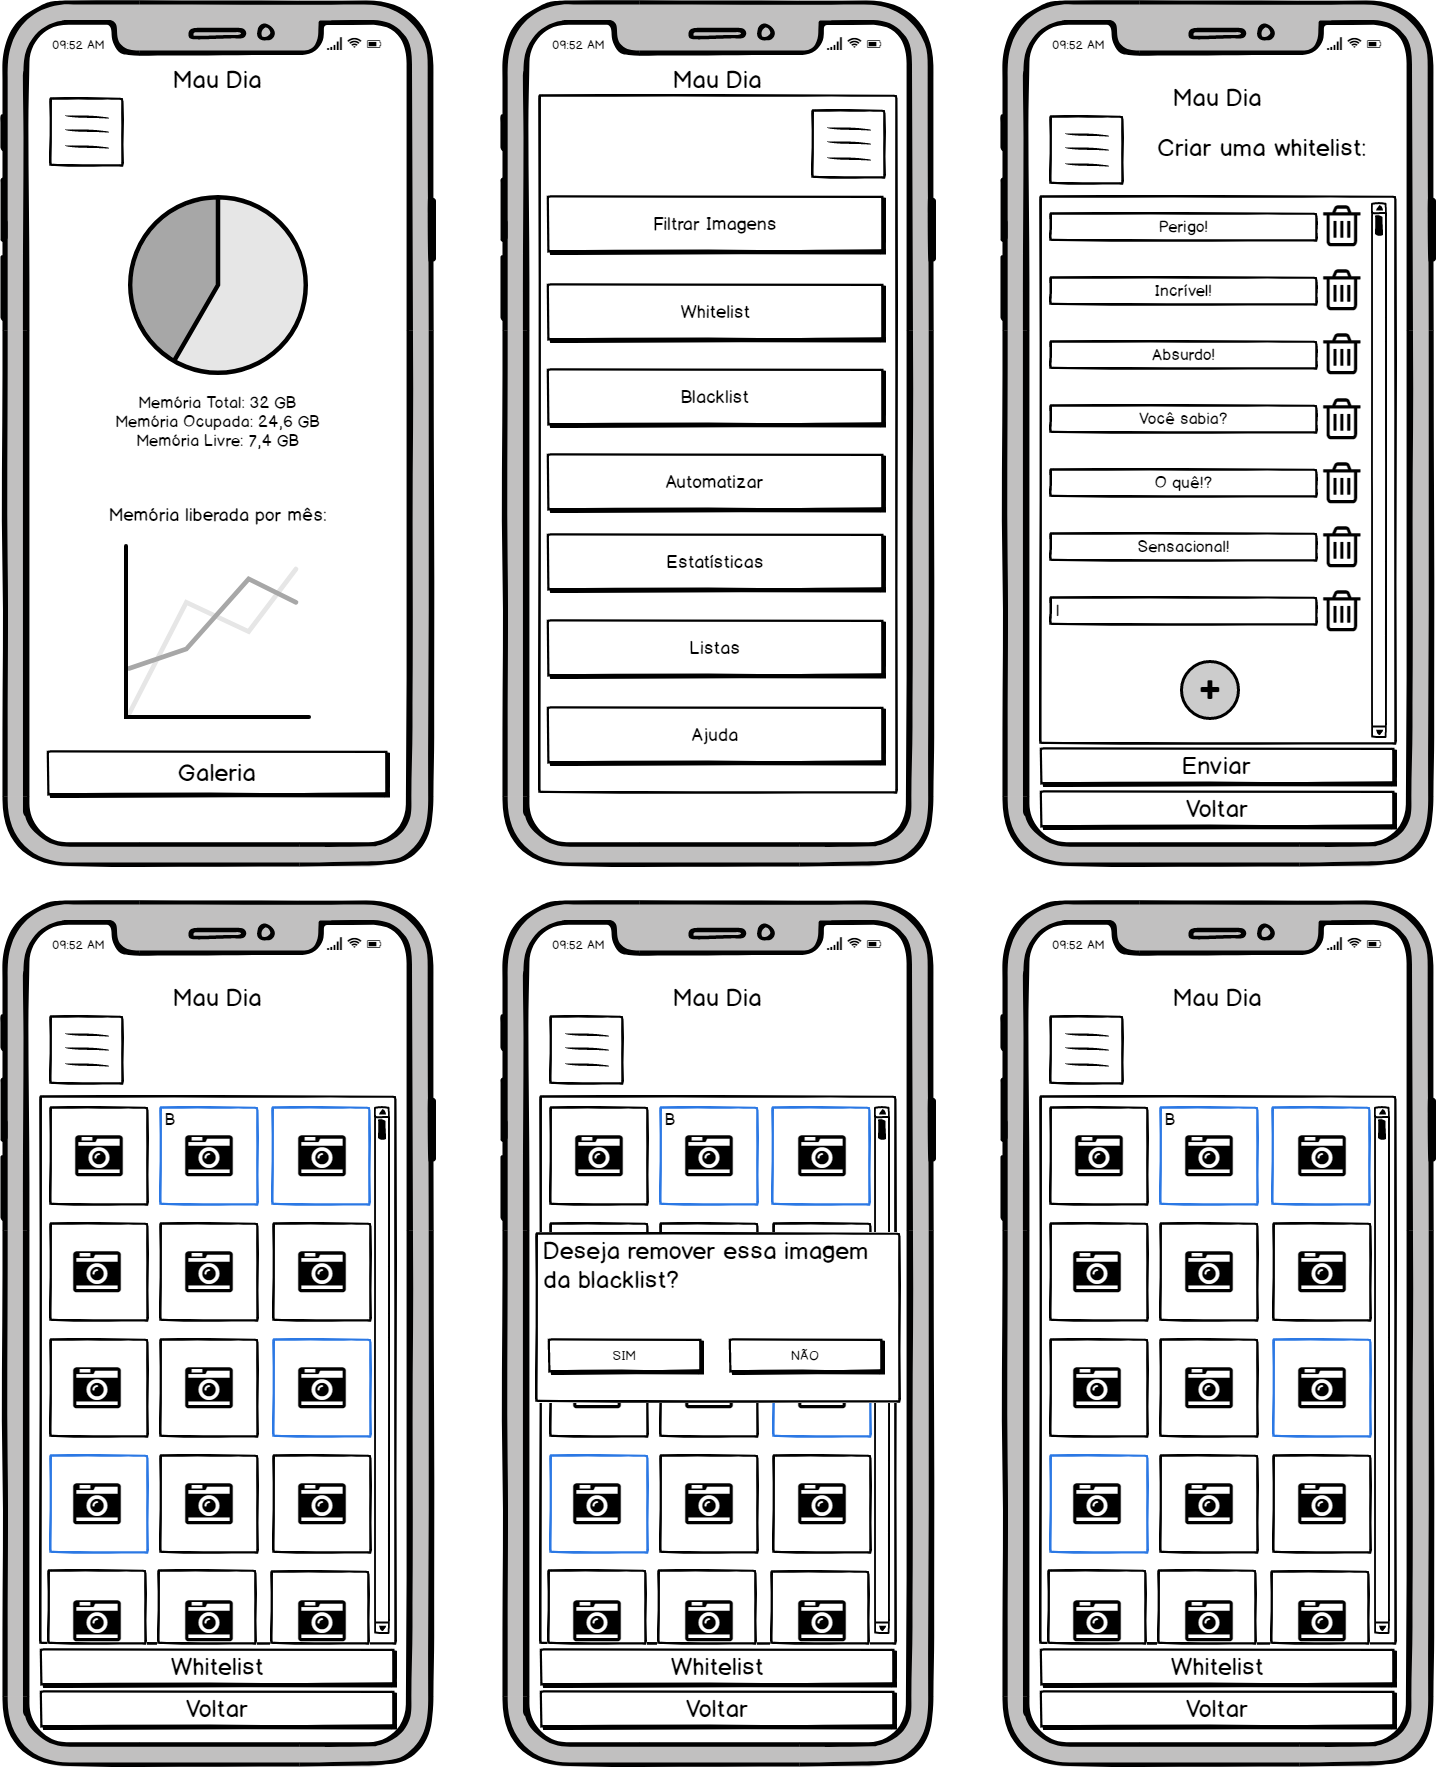 09:52 AM
Mau Dia
Memória Total: 32 GB
Memória Ocupada: 24,6 GB
Memória Livre: 7,4 GB
Memória liberada por mês:
Galeria
09:52 AM
Mau Dia
Filtrar Imagens
Whitelist
Blacklist
Automatizar
Estatísticas
Listas
Ajuda
09:52 AM
Mau Dia
Criar uma whitelist:
Perigo!
Incrível!
Absurdo!
Você sabia?
O quê!?
Sensacional!
Enviar
Voltar
09:52 AM
Mau Dia
B
Whitelist
Voltar
09:52 AM
Mau Dia
B
Deseja remover essa imagem
da blacklist?
SIM NÃO
Whitelist
Voltar
09:52 AM
Mau Dia
B
Whitelist
Voltar